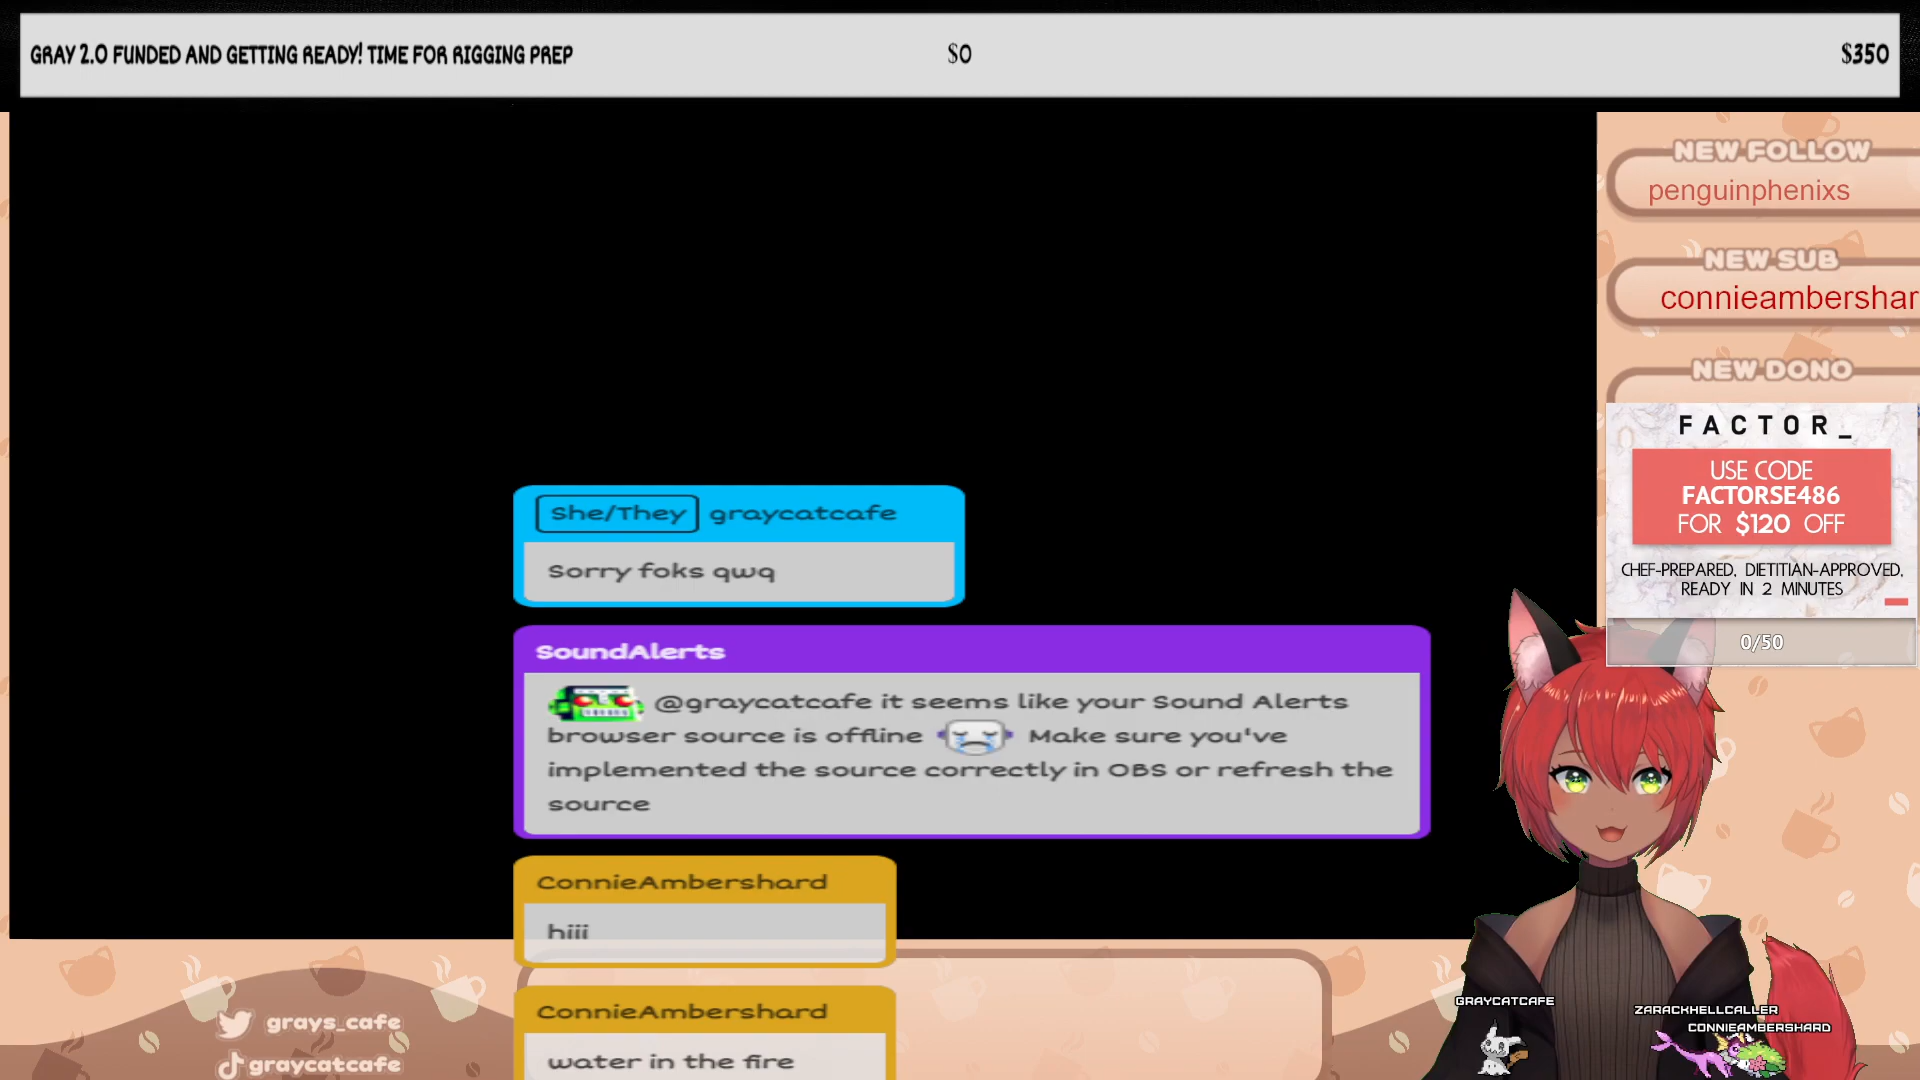 GRAY 2.0 FUNDED AND GETTING READY! TIME FOR RIGGING PREP
$0
$350
NEW FOLLOW
penguinphenixs
NEW SUB
connieambershar
NEW DONO
FACTOR_
USE CODE
FACTORSE486
FOR $120 OFF
CHEF-PREPARED, DIETITIAN-APPROVED,
READY IN 2 MINUTES
0/50
She/They graycatcafe
Sorry foks qwq
SoundAlerts
@graycatcafe it seems like your Sound Alerts
browser source is offline Make sure you've
implemented the source correctly in OBS or refresh the
source
ConnieAmbershard
hiii
ConnieAmbershard
water in the fire
grays_cafe
graycatcafe
GRAYCATCAFE
ZARACKHELLCALLER
CONNIEAMBERSHARD